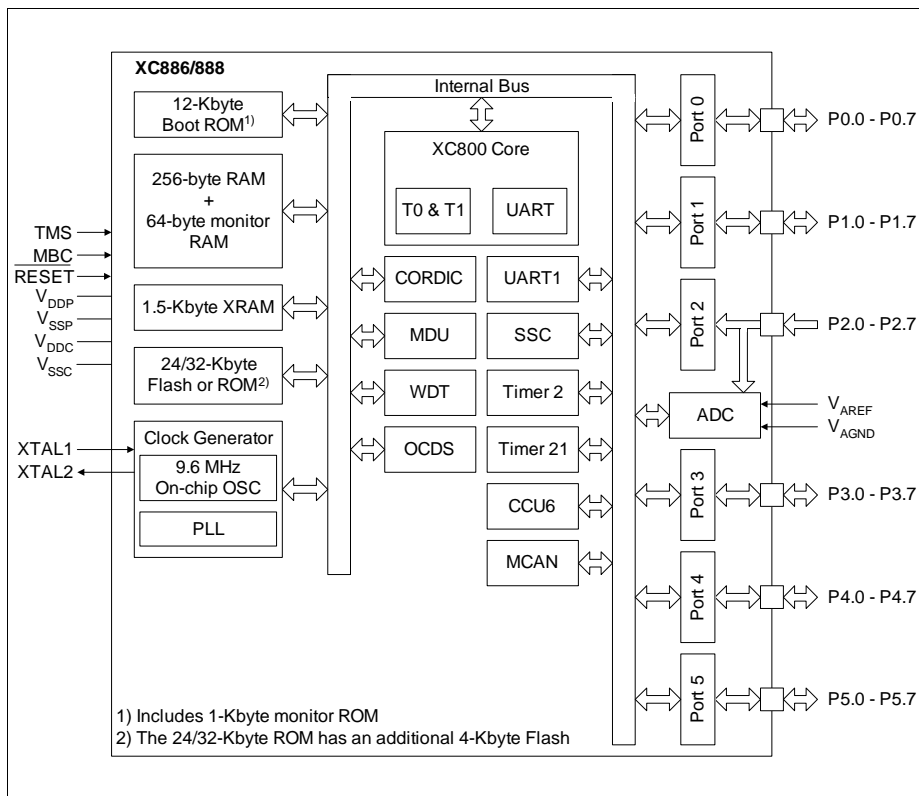 XC886/888
Internal Bus
12-Kbyte
Boot ROM1)
256-byte RAM
+
64-byte monitor
RAM
1.5-Kbyte XRAM
24/32-Kbyte
Flash or ROM2)
Clock Generator
9.6 MHz
On-chip OSC
PLL
TMS
MBC
RESET
VDDP
VSSP
VDDC
VSSC
XTAL1
XTAL2
XC800 Core
T0 & T1
UART
CORDIC
UART1
MDU
SSC
WDT
Timer 2
OCDS
Timer 21
CCU6
MCAN
Port 0
P0.0 - P0.7
Port 1
P1.0 - P1.7
Port 2
P2.0 - P2.7
ADC
VAREF
VAGND
Port 3
P3.0 - P3.7
Port 4
P4.0 - P4.7
Port 5
P5.0 - P5.7
1) Includes 1-Kbyte monitor ROM
2) The 24/32-Kbyte ROM has an additional 4-Kbyte Flash